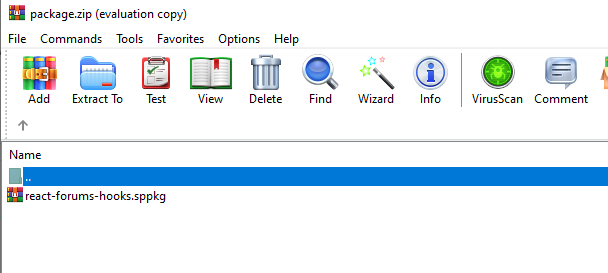 package.zip (evaluation copy)
File Commands Tools Favorites Options Help
Add Extract To Test View Delete Find Wizard Info VirusScan Comment
Name
..
react-forums-hooks.sppkg